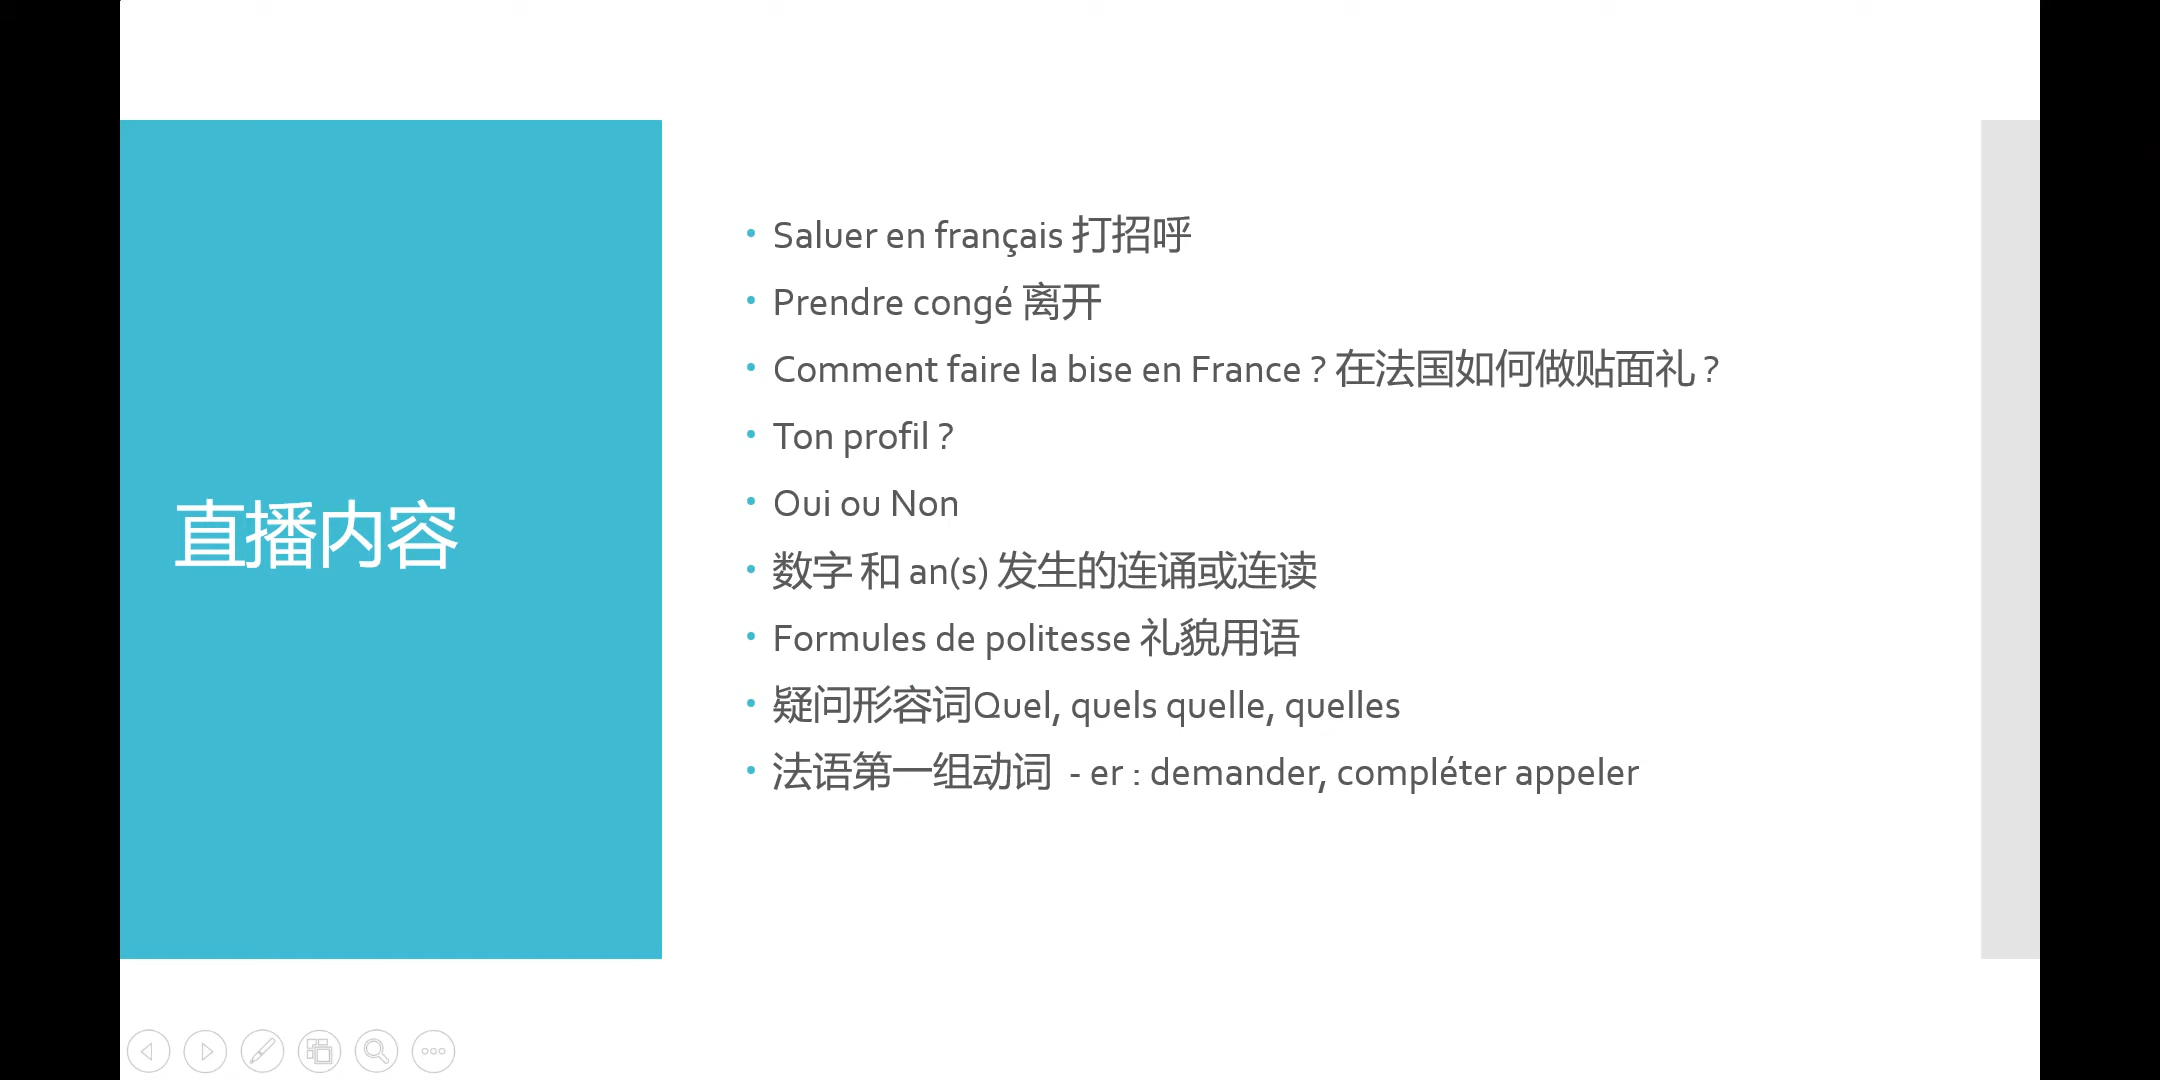 直播内容
Saluer en français 打招呼
Prendre congé 离开
Comment faire la bise en France ? 在法国如何做贴面礼 ?
Ton profil ?
Oui ou Non
数字 和 an(s) 发生的连诵或连读
Formules de politesse 礼貌用语
疑问形容词Quel, quels quelle, quelles
法语第一组动词 - er : demander, compléter appeler